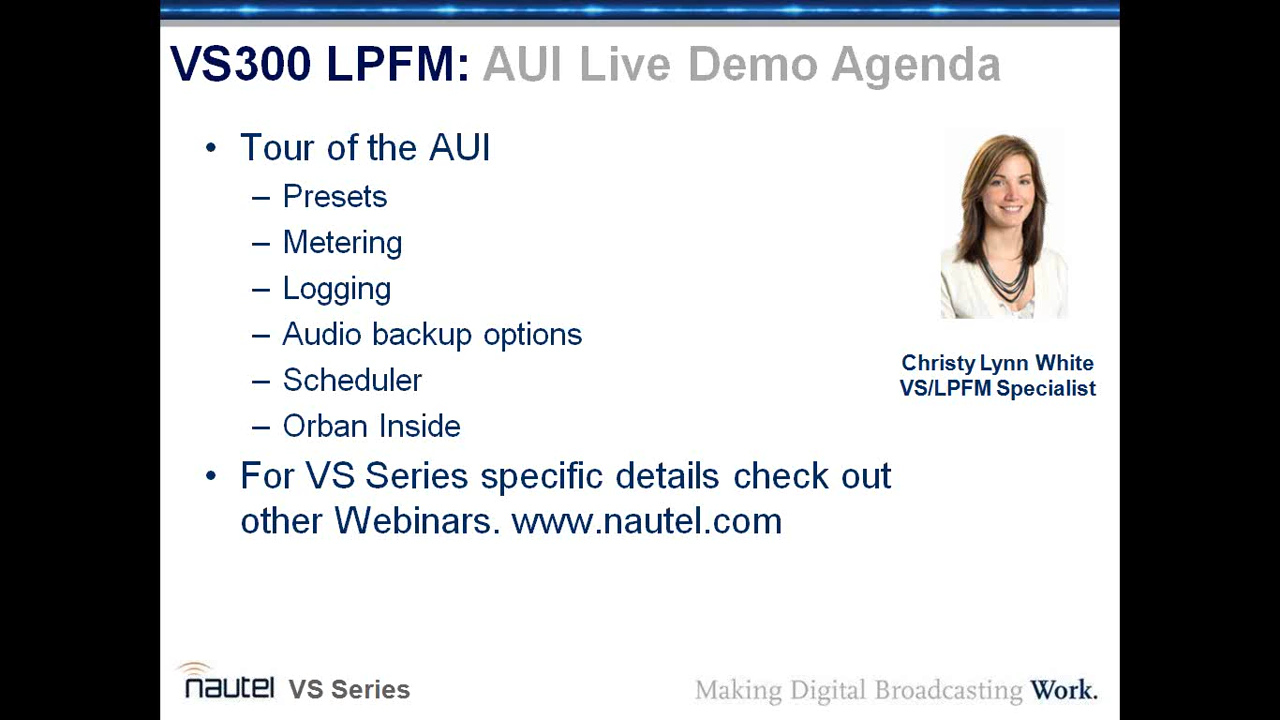 VS300 LPFM: AUI Live Demo Agenda
• Tour of the AUI
– Presets
– Metering
– Logging
– Audio backup options
– Scheduler
– Orban Inside
• For VS Series specific details check out
other Webinars. www.nautel.com
Christy Lynn White
VS/LPFM Specialist
nautel VS Series
Making Digital Broadcasting Work.